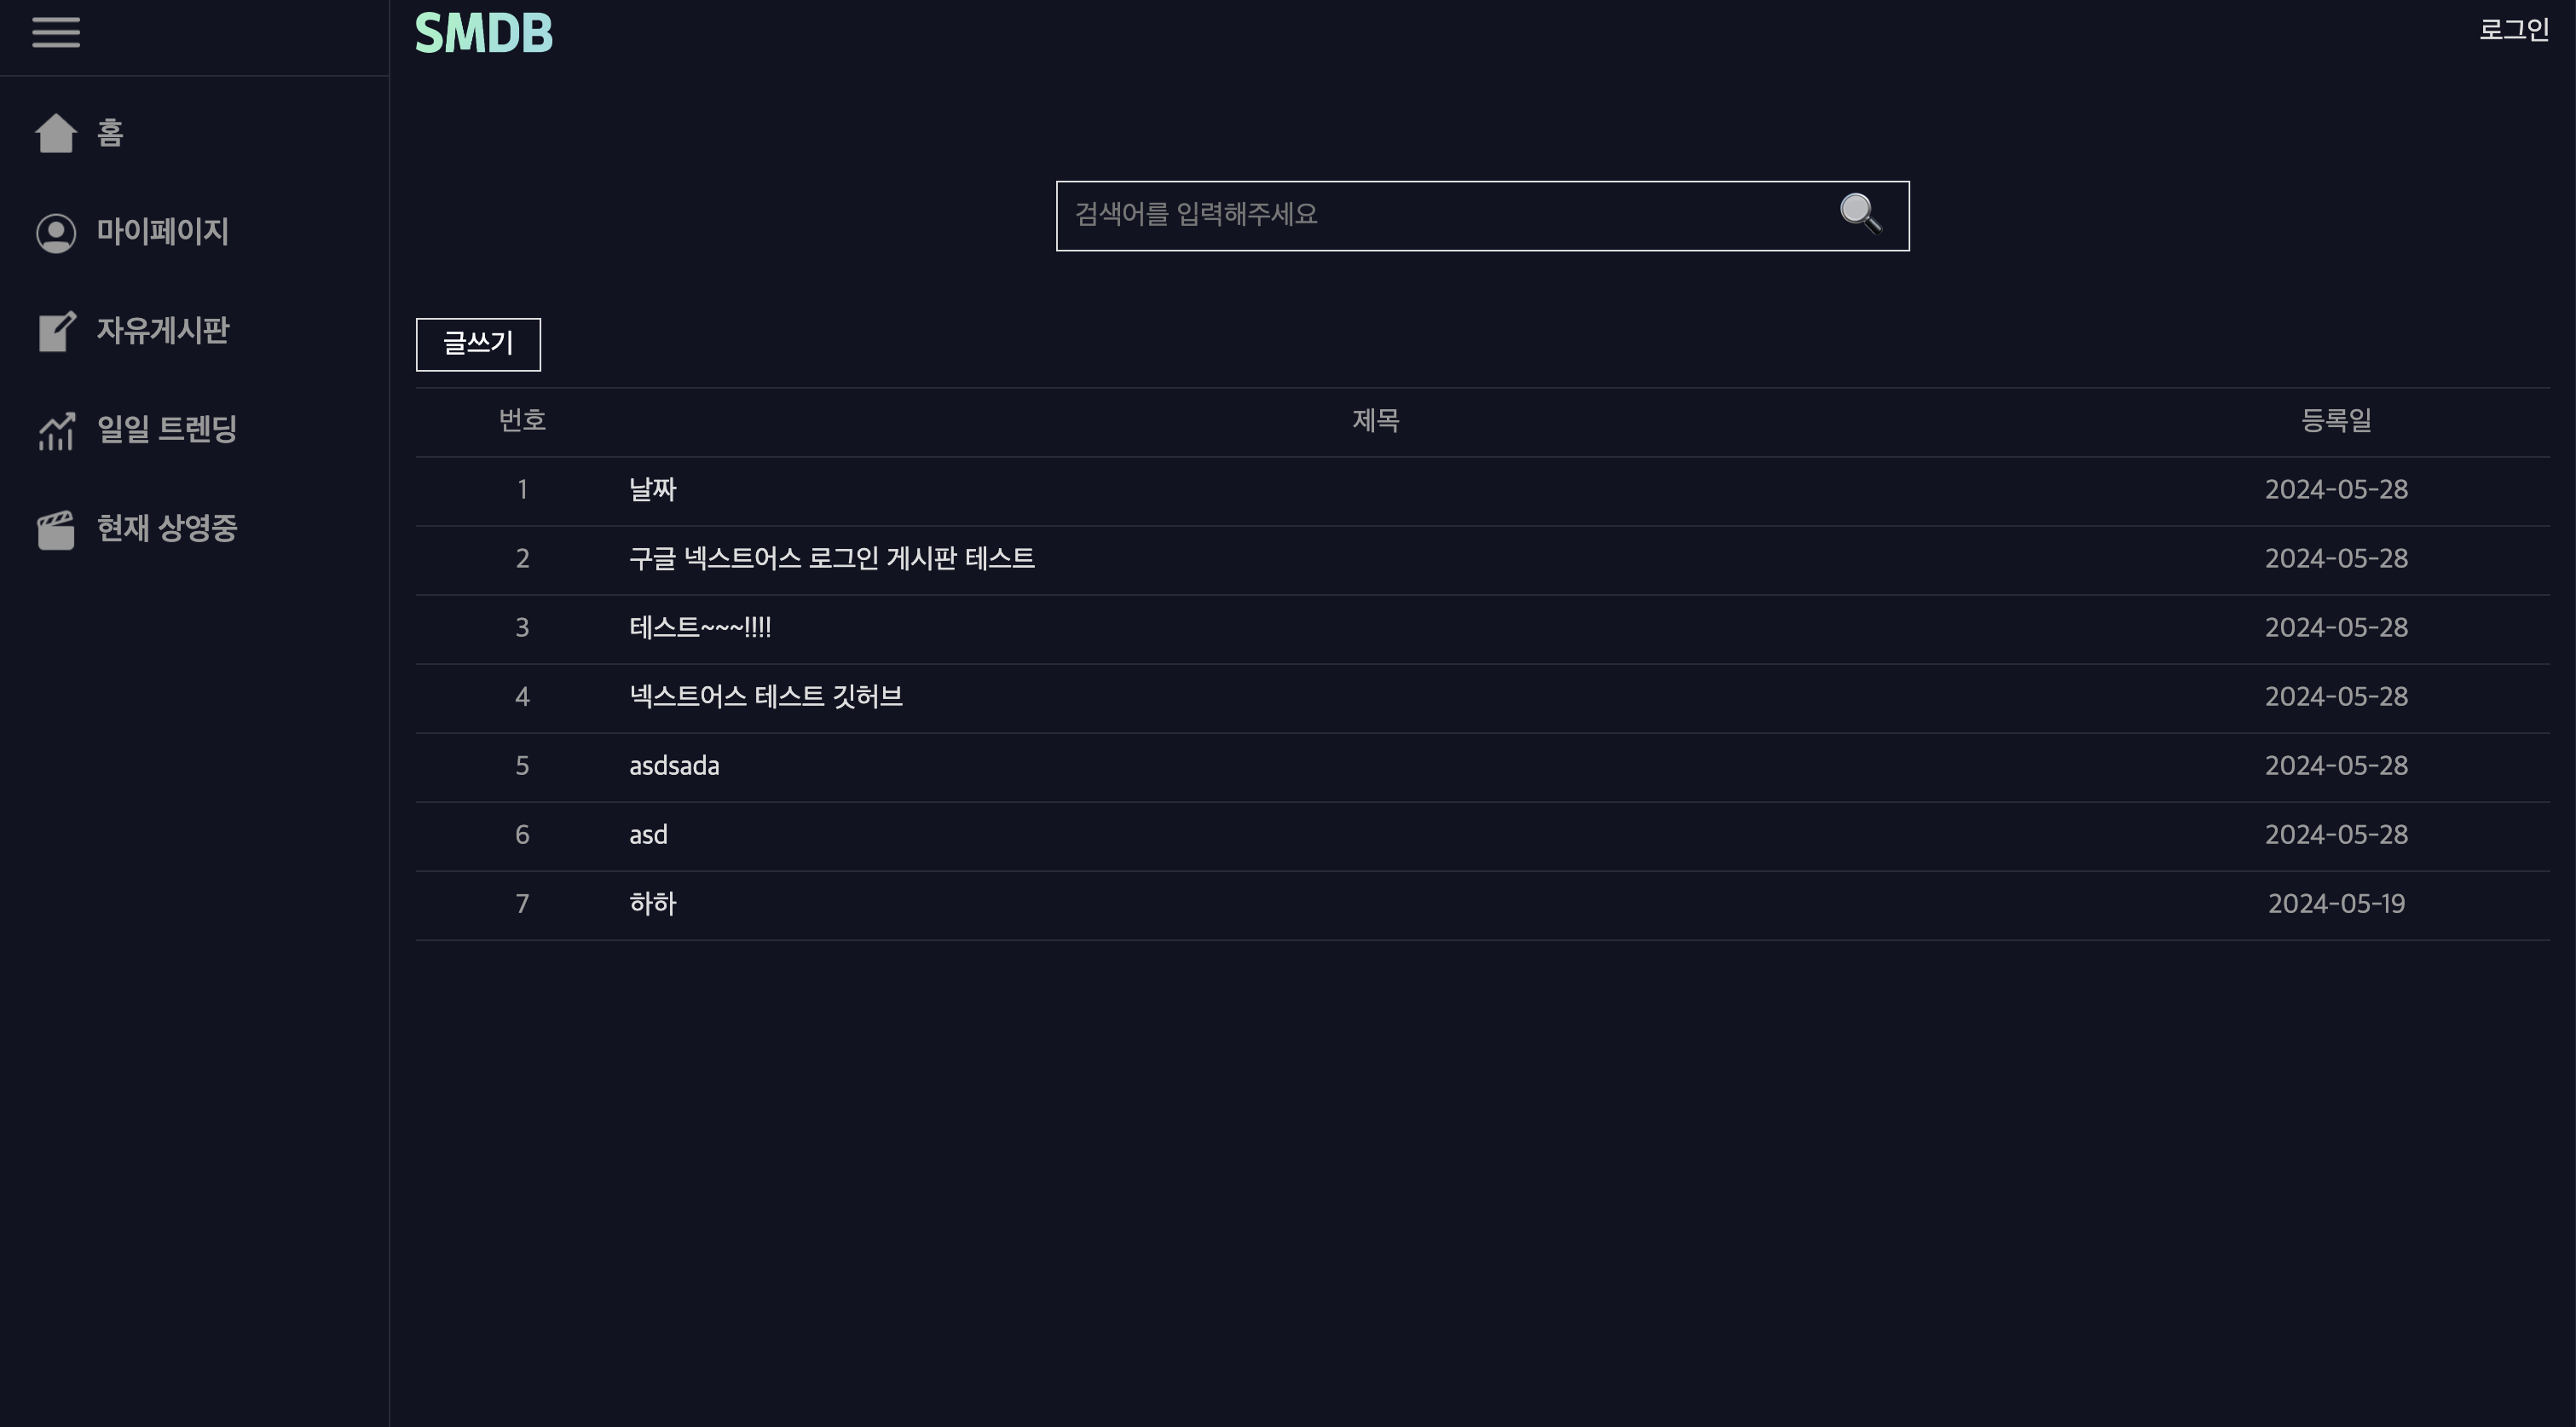 SMDB
로그인
홈
마이페이지
자유게시판
일일 트렌딩
현재 상영중
검색어를 입력해주세요
글쓰기
번호 제목 등록일
1 날짜 2024-05-28
2 구글 넥스트어스 로그인 게시판 테스트 2024-05-28
3 테스트~~~!!!! 2024-05-28
4 넥스트어스 테스트 깃허브 2024-05-28
5 asdsada 2024-05-28
6 asd 2024-05-28
7 하하 2024-05-19